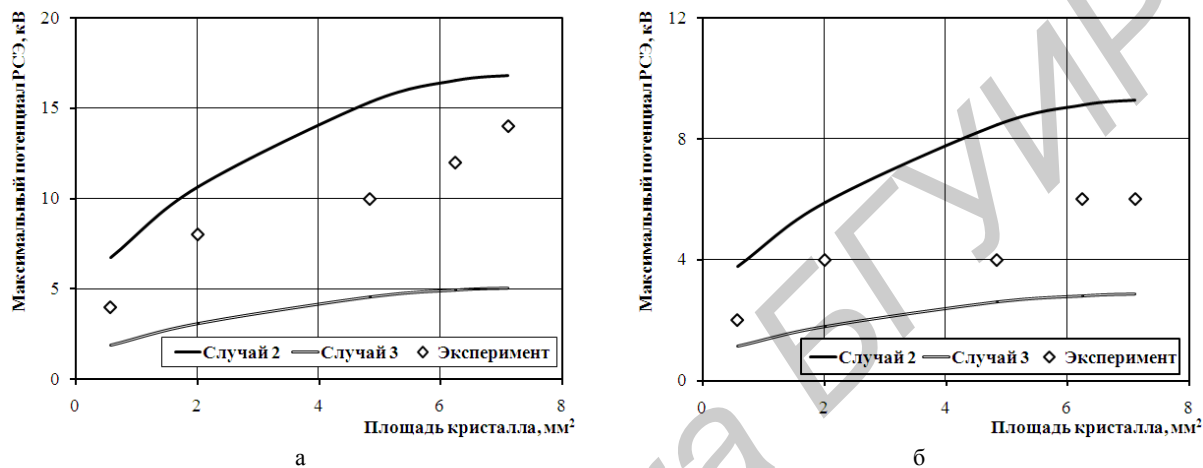 Максимальный потенциал РСЭ, кВ
20
15
10
5
0
0 2 4 6 8
Случай 2 Случай 3 Эксперимент
Площадь кристалла, мм²
а
Максимальный потенциал РСЭ, кВ
12
8
4
0
0 2 4 6 8
Случай 2 Случай 3 Эксперимент
Площадь кристалла, мм²
б
а БГУИР